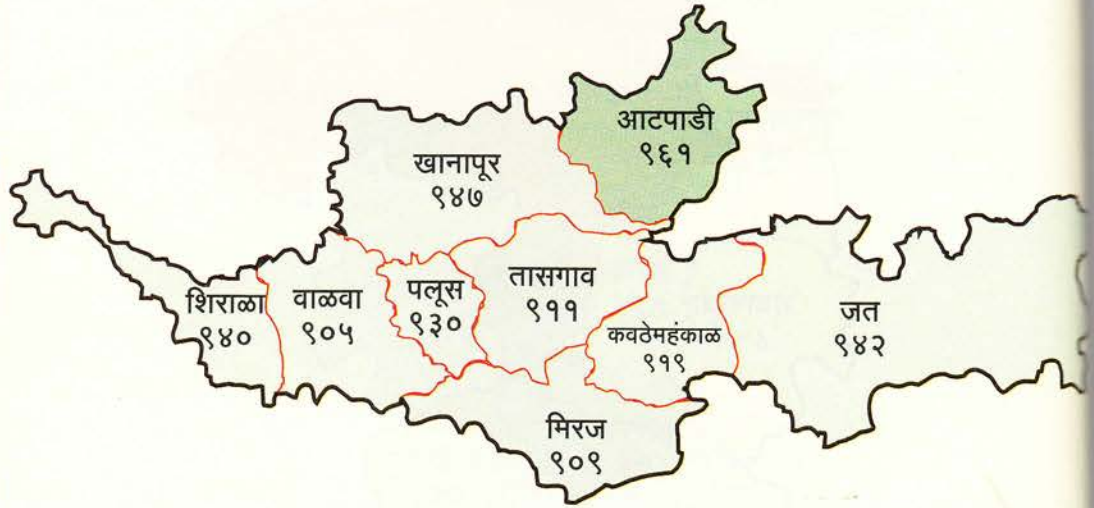 आटपाडी
९६१
खानापूर
९४७
शिराळा
९४०
वाळवा
९०५
पलूस
९३०
तासगाव
९११
कवठेमहंकाळ
९१९
जत
९४२
मिरज
९०९